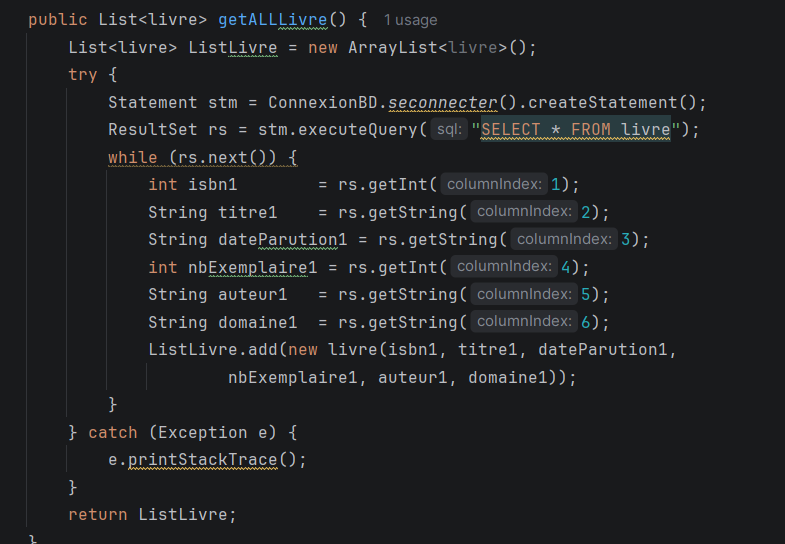 public List<livre> getALLLivre() { 1 usage
List<livre> ListLivre = new ArrayList<livre>();
try {
Statement stm = ConnexionBD.seconnecter().createStatement();
ResultSet rs = stm.executeQuery( sql: "SELECT * FROM livre");
while (rs.next()) {
int isbn1 = rs.getInt( columnIndex: 1);
String titre1 = rs.getString( columnIndex: 2);
String dateParution1 = rs.getString( columnIndex: 3);
int nbExemplaire1 = rs.getInt( columnIndex: 4);
String auteur1 = rs.getString( columnIndex: 5);
String domaine1 = rs.getString( columnIndex: 6);
ListLivre.add(new livre(isbn1, titre1, dateParution1,
nbExemplaire1, auteur1, domaine1));
}
} catch (Exception e) {
e.printStackTrace();
}
return ListLivre;
}